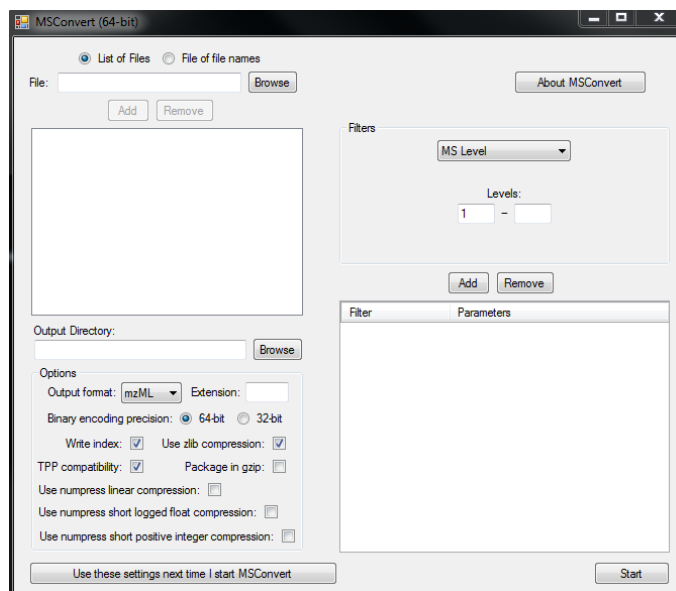 MSConvert (64-bit)
List of Files File of file names
File: Browse
About MSConvert
Add Remove
Filters
MS Level
Levels:
1 -
Add Remove
Filter Parameters
Output Directory:
Browse
Options
Output format: mzML Extension:
Binary encoding precision: 64-bit 32-bit
Write index: Use zlib compression:
TPP compatibility: Package in gzip:
Use numpress linear compression:
Use numpress short logged float compression:
Use numpress short positive integer compression:
Use these settings next time I start MSConvert
Start